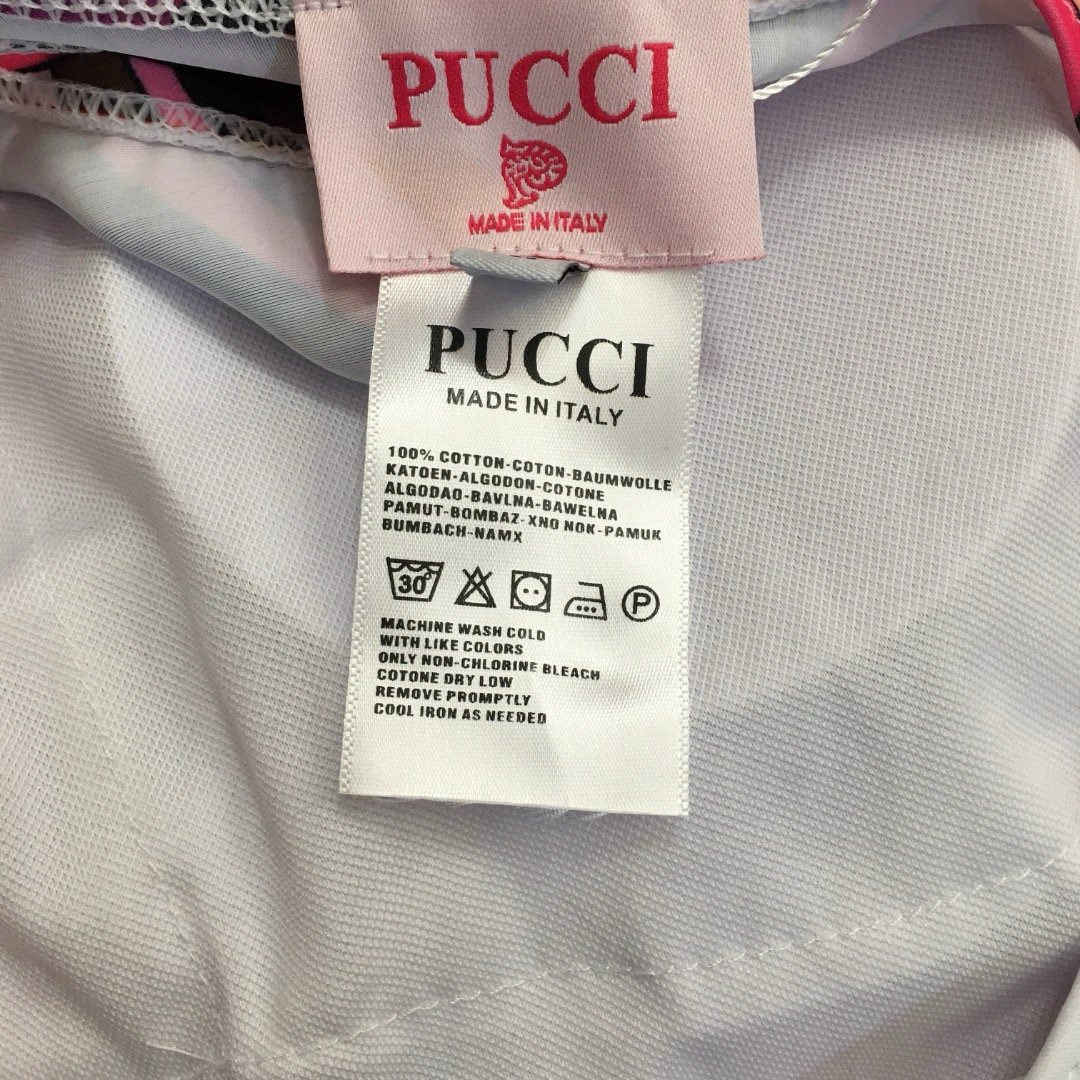 PUCCI
MADE IN ITALY
PUCCI
MADE IN ITALY
100% COTTON-COTON-BAUMWOLLE
KATOEN-ALGODON-COTONE
ALGODAO-BAVLNA-BAWELNA
PAMUT-BOMBAZ-XNO NOK-PAMUK
BUMBACH-NAMX
30°
P
MACHINE WASH COLD
WITH LIKE COLORS
ONLY NON-CHLORINE BLEACH
COTONE DRY LOW
REMOVE PROMPTLY
COOL IRON AS NEEDED